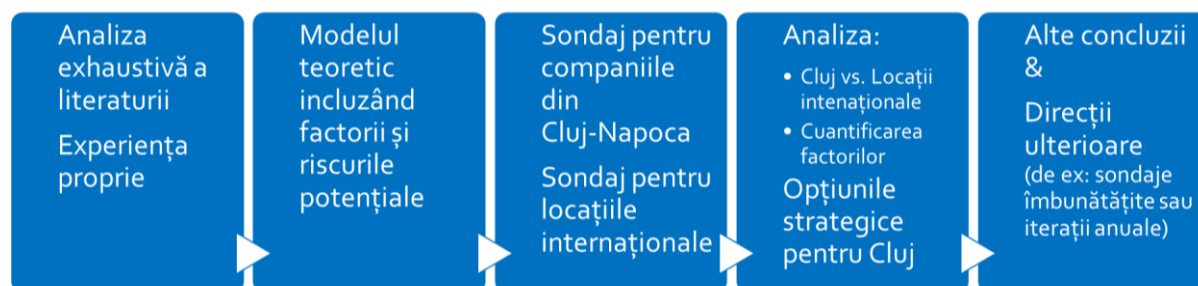 Analiza
exhaustivă a
literaturii
Experiența
proprie
Modelul
teoretic
incluzând
factorii și
riscurile
potențiale
Sondaj pentru
companiile
din
Cluj-Napoca
Sondaj pentru
locațiile
internaționale
Analiza:
• Cluj vs. Locații
intenaționale
• Cuantificarea
factorilor
Opțiunile
strategice
pentru Cluj
Alte concluzii
&
Direcții
ulterioare
(de ex: sondaje
îmbunătățite sau
iterații anuale)